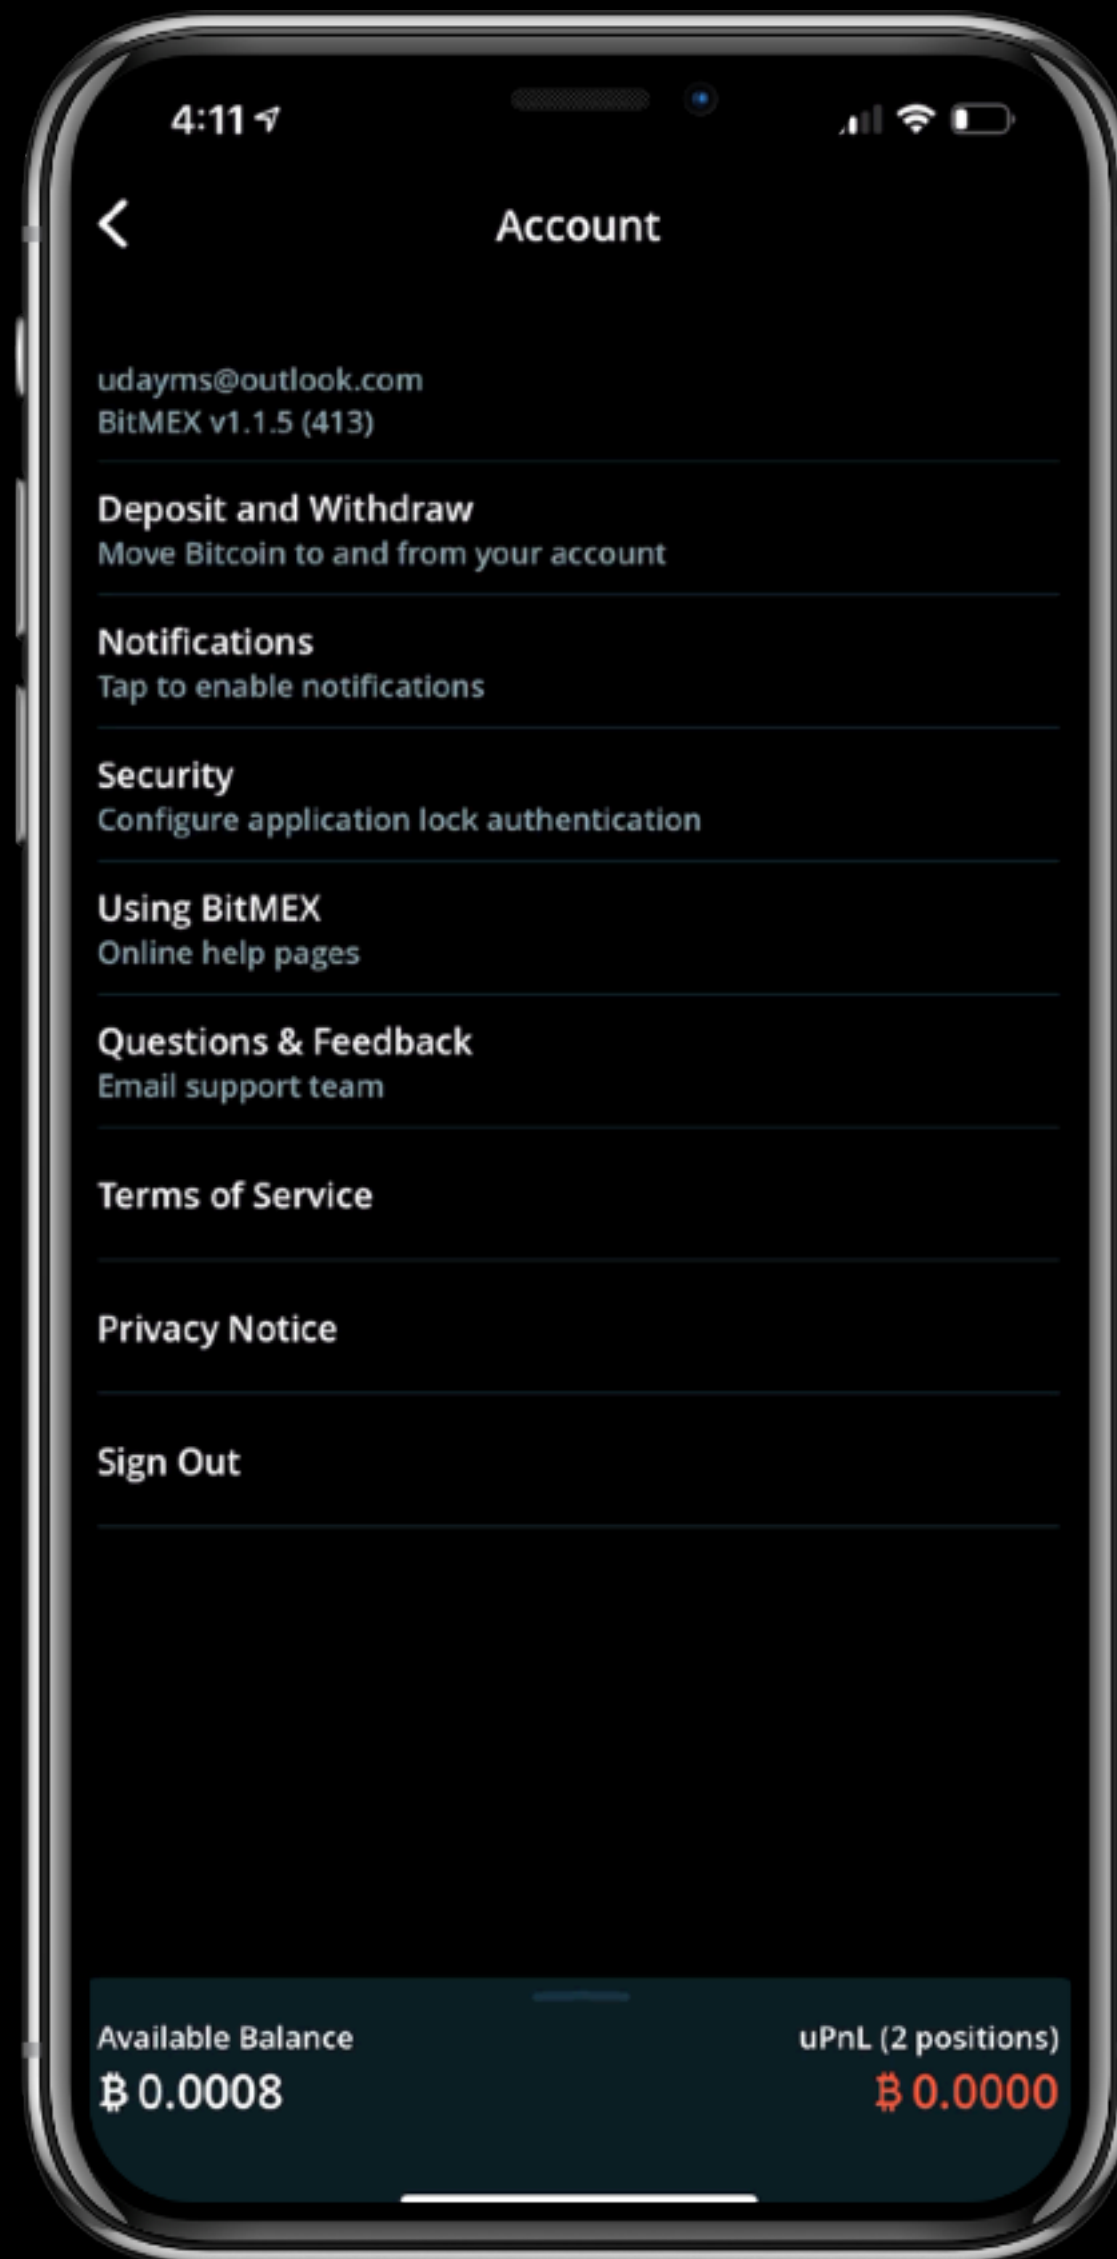 4:11
Account
udayms@outlook.com
BitMEX v1.1.5 (413)
Deposit and Withdraw
Move Bitcoin to and from your account
Notifications
Tap to enable notifications
Security
Configure application lock authentication
Using BitMEX
Online help pages
Questions & Feedback
Email support team
Terms of Service
Privacy Notice
Sign Out
Available Balance
₿ 0.0008
uPnL (2 positions)
₿ 0.0000